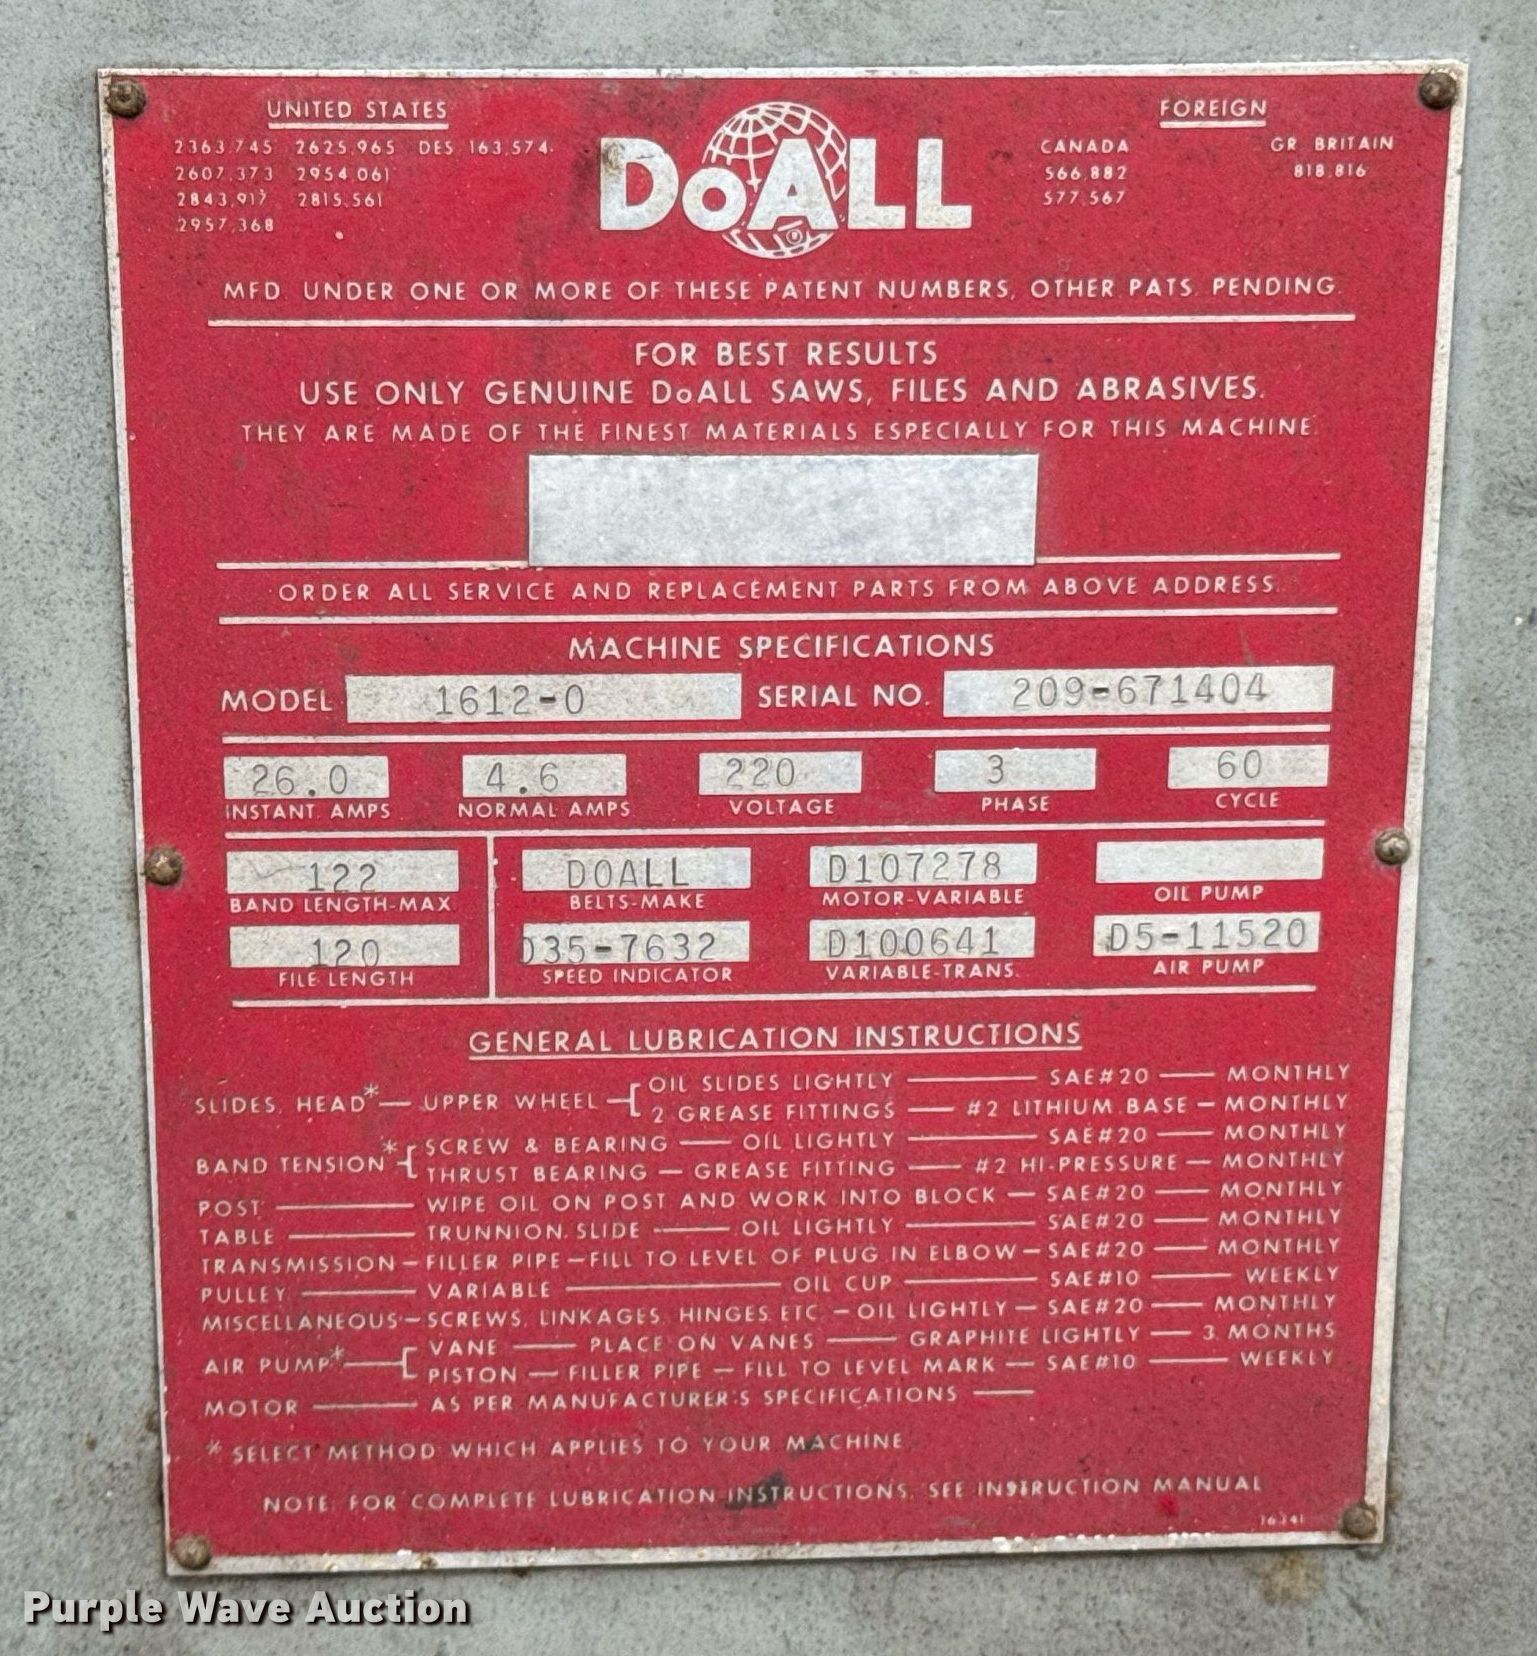 UNITED STATES
2363,745 2625,965 DES 163,574
2607,373 2954,061
2843,917 2815,561
2957,368
DoALL
FOREIGN
CANADA GR BRITAIN
566,882 818,816
577,567
MFD. UNDER ONE OR MORE OF THESE PATENT NUMBERS, OTHER PATS. PENDING.
FOR BEST RESULTS
USE ONLY GENUINE DoALL SAWS, FILES AND ABRASIVES.
THEY ARE MADE OF THE FINEST MATERIALS ESPECIALLY FOR THIS MACHINE.
ORDER ALL SERVICE AND REPLACEMENT PARTS FROM ABOVE ADDRESS.
MACHINE SPECIFICATIONS
MODEL 1612-0 SERIAL NO. 209-671404
26.0 4.6 220 3 60
INSTANT. AMPS NORMAL AMPS VOLTAGE PHASE CYCLE
122 DOALL D107278
BAND LENGTH-MAX BELTS-MAKE MOTOR-VARIABLE OIL PUMP
120 D35-7632 D100641 D5-11520
FILE LENGTH SPEED INDICATOR VARIABLE-TRANS. AIR PUMP
GENERAL LUBRICATION INSTRUCTIONS
SLIDES, HEAD* — UPPER WHEEL — OIL SLIDES LIGHTLY — SAE#20 — MONTHLY
2 GREASE FITTINGS — #2 LITHIUM BASE — MONTHLY
BAND TENSION* SCREW & BEARING — OIL LIGHTLY — SAE#20 — MONTHLY
THRUST BEARING — GREASE FITTING — #2 HI-PRESSURE — MONTHLY
POST — WIPE OIL ON POST AND WORK INTO BLOCK — SAE#20 — MONTHLY
TABLE — TRUNNION SLIDE — OIL LIGHTLY — SAE#20 — MONTHLY
TRANSMISSION — FILLER PIPE — FILL TO LEVEL OF PLUG IN ELBOW — SAE#20 — MONTHLY
PULLEY — VARIABLE — OIL CUP — SAE#10 — WEEKLY
MISCELLANEOUS — SCREWS, LINKAGES, HINGES ETC — OIL LIGHTLY — SAE#20 — MONTHLY
AIR PUMP* — VANE — PLACE ON VANES — GRAPHITE LIGHTLY — 3 MONTHS
PISTON — FILLER PIPE — FILL TO LEVEL MARK — SAE#10 — WEEKLY
MOTOR — AS PER MANUFACTURER'S SPECIFICATIONS —
* SELECT METHOD WHICH APPLIES TO YOUR MACHINE
NOTE: FOR COMPLETE LUBRICATION INSTRUCTIONS, SEE INSTRUCTION MANUAL
Purple Wave Auction